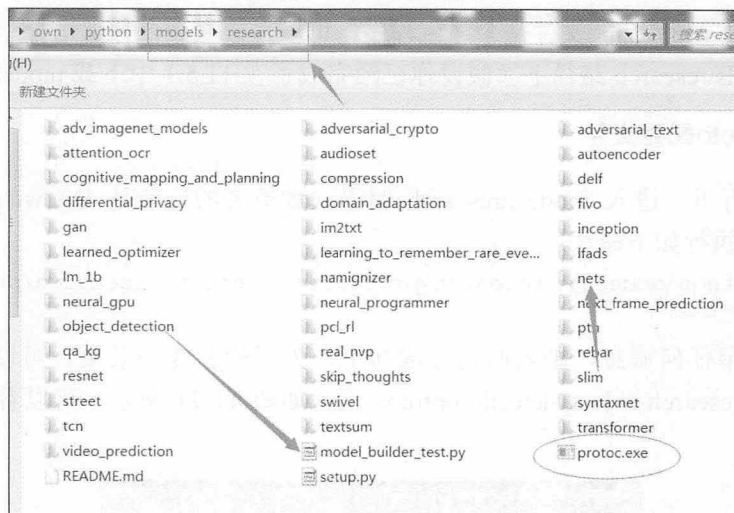 own ▸ python ▸ models ▸ research ▸ 搜索 rese
(H)
新建文件夹
adv_imagenet_models adversarial_crypto adversarial_text
attention_ocr audioset autoencoder
cognitive_mapping_and_planning compression delf
differential_privacy domain_adaptation fivo
gan im2txt inception
learned_optimizer learning_to_remember_rare_eve... lfads
lm_1b namignizer nets
neural_gpu neural_programmer next_frame_prediction
object_detection pcl_rl ptn
qa_kg real_nvp rebar
resnet skip_thoughts slim
street swivel syntaxnet
tcn textsum transformer
video_prediction model_builder_test.py protoc.exe
README.md setup.py